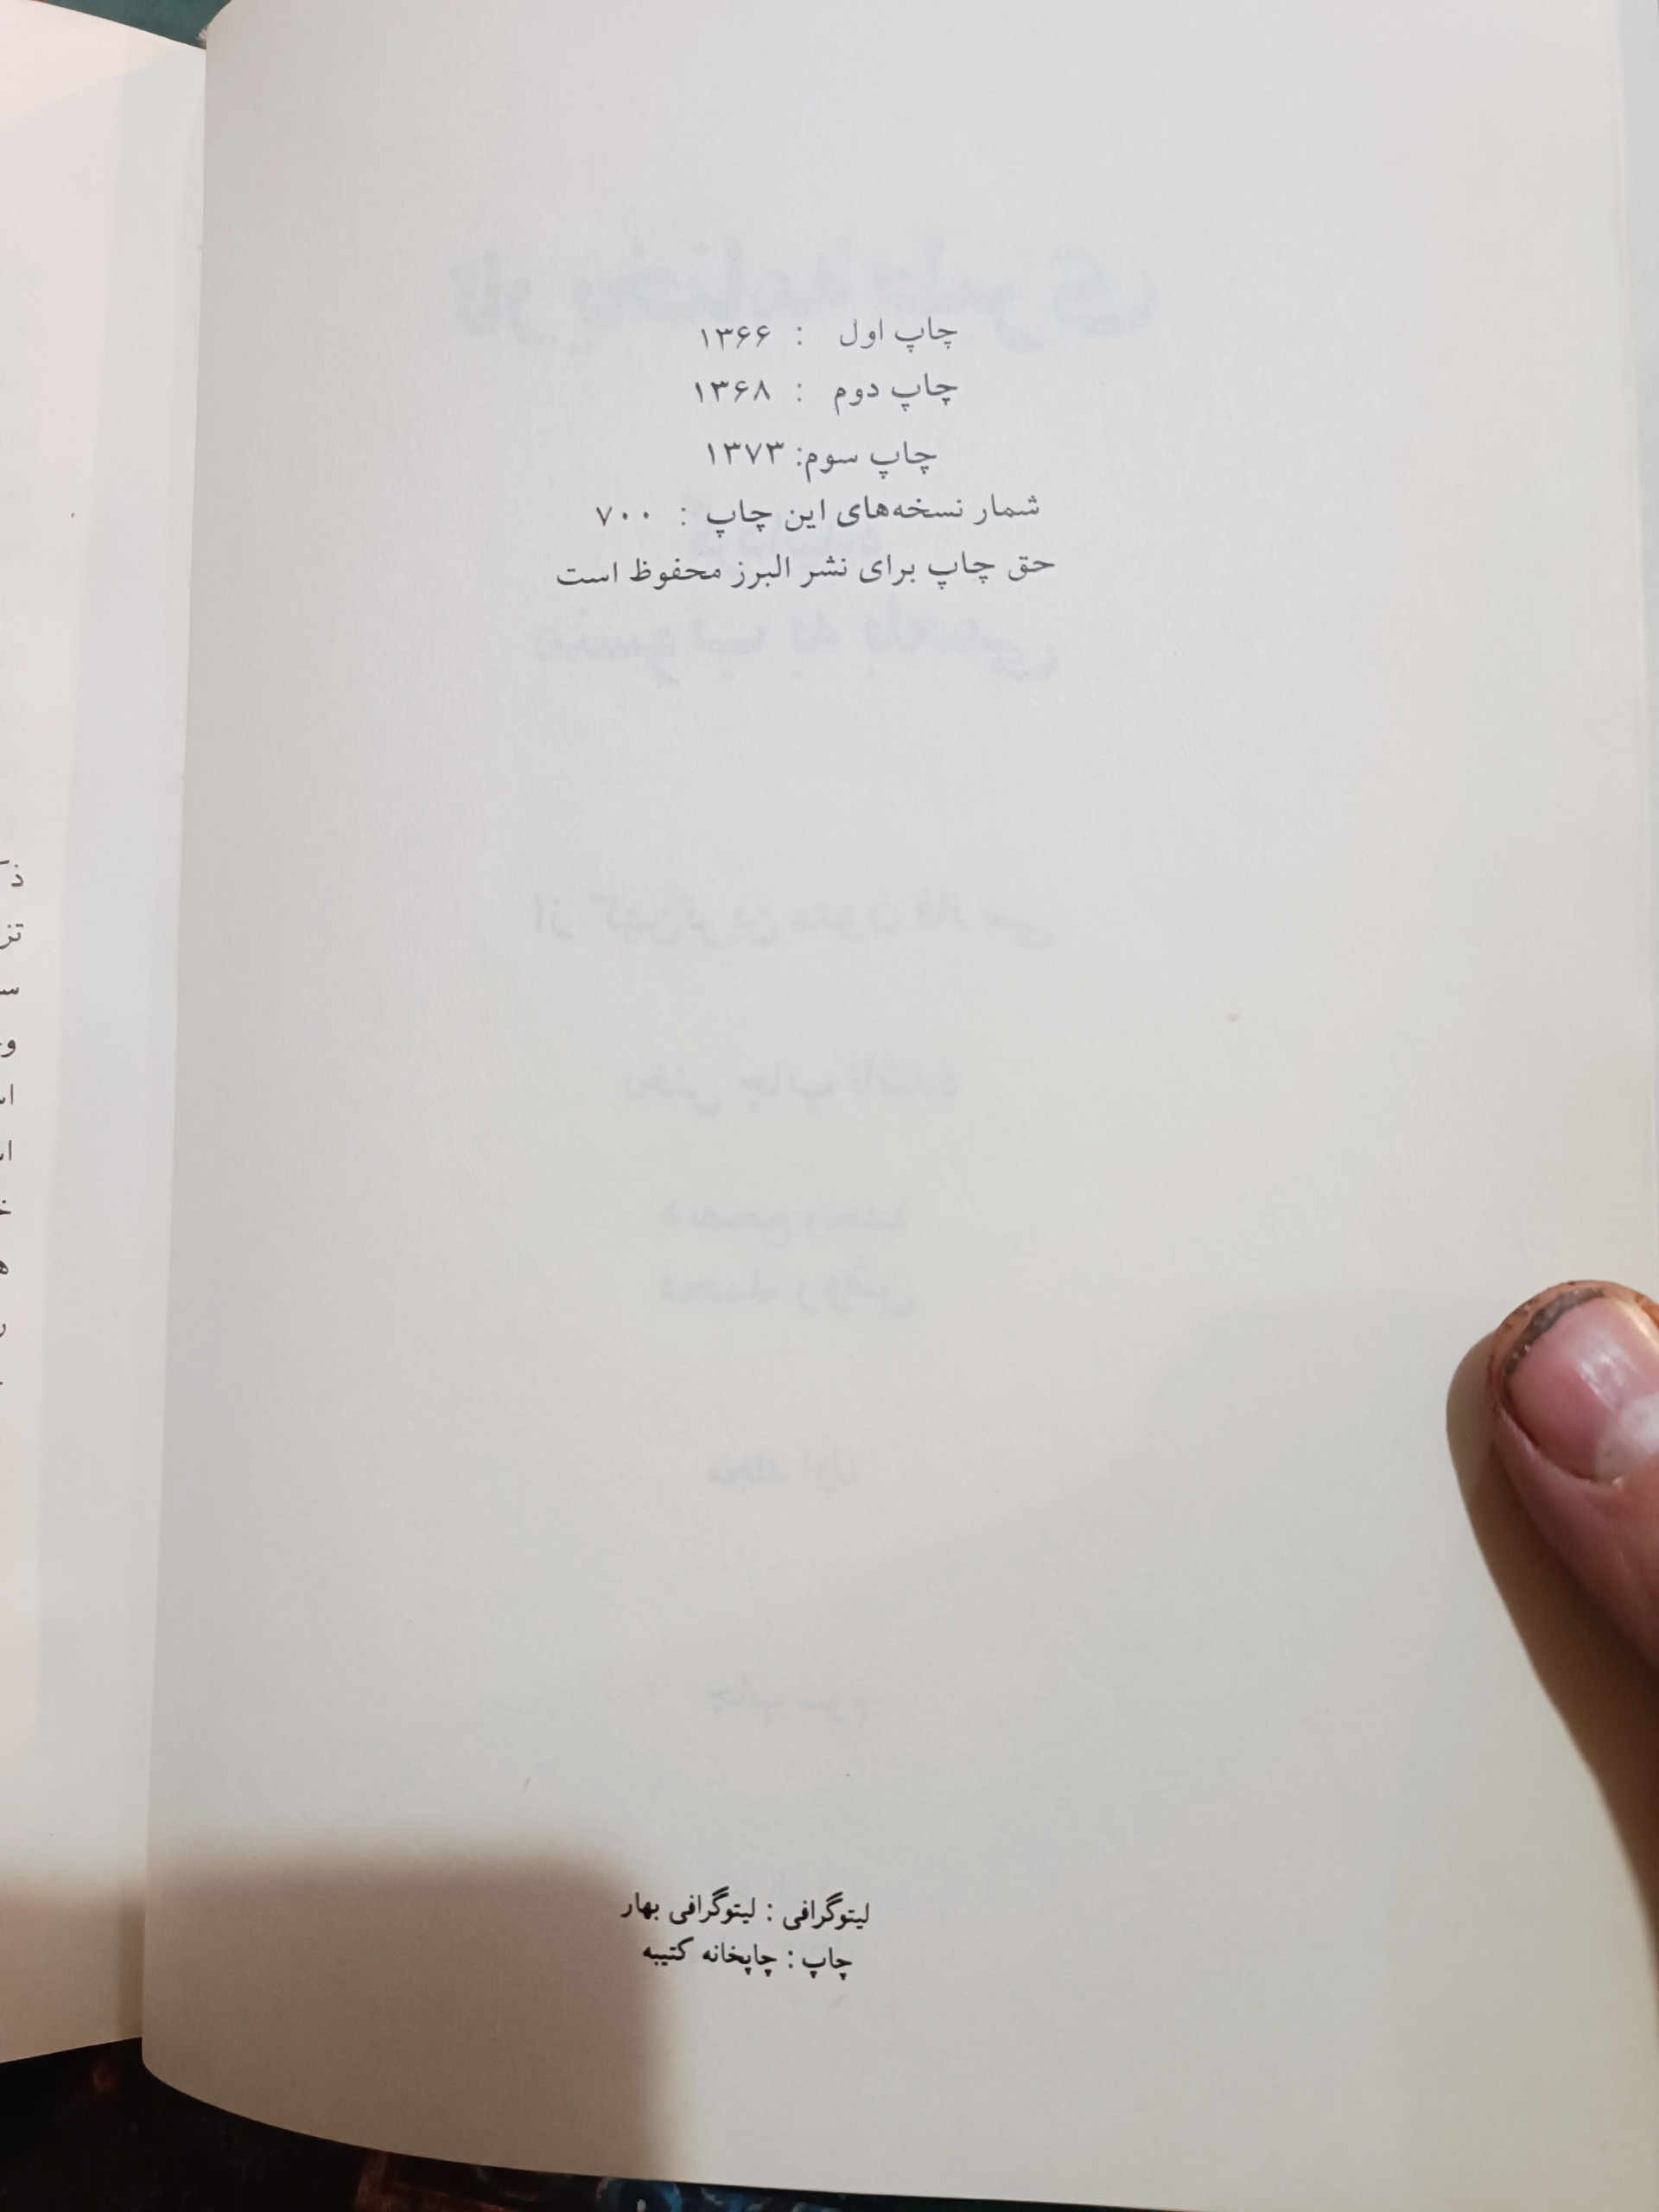 چاپ اول : ۱۳۶۶
چاپ دوم : ۱۳۶۸
چاپ سوم: ۱۳۷۳
شمار نسخه‌های این چاپ : ۷۰۰
حق چاپ برای نشر البرز محفوظ است
لیتوگرافی : لیتوگرافی بهار
چاپ : چاپخانه کتیبه